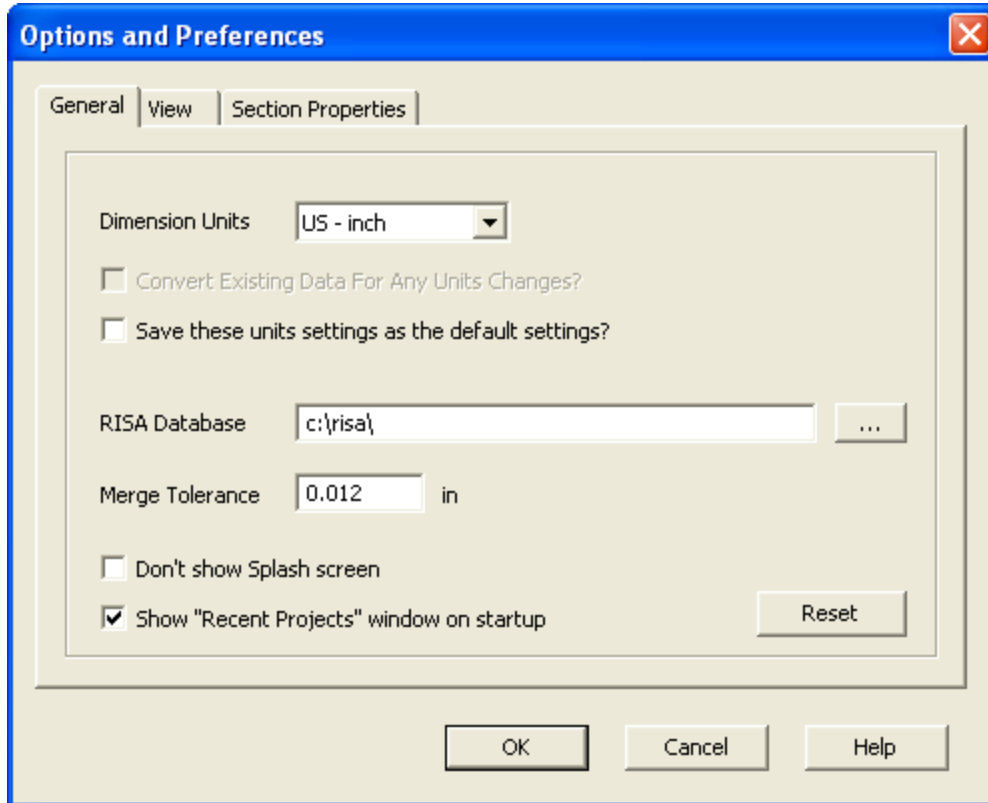 Options and Preferences
General View Section Properties
Dimension Units US - inch
Convert Existing Data For Any Units Changes?
Save these units settings as the default settings?
RISA Database c:\risa\ ...
Merge Tolerance 0.012 in
Don't show Splash screen
Show "Recent Projects" window on startup
Reset
OK Cancel Help